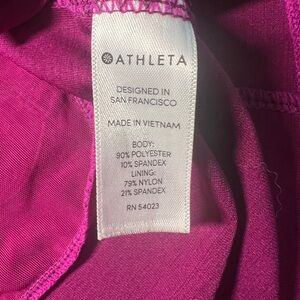 ATHLETA
DESIGNED IN
SAN FRANCISCO
MADE IN VIETNAM
BODY:
90% POLYESTER
10% SPANDEX
LINING:
79% NYLON
21% SPANDEX
RN 54023